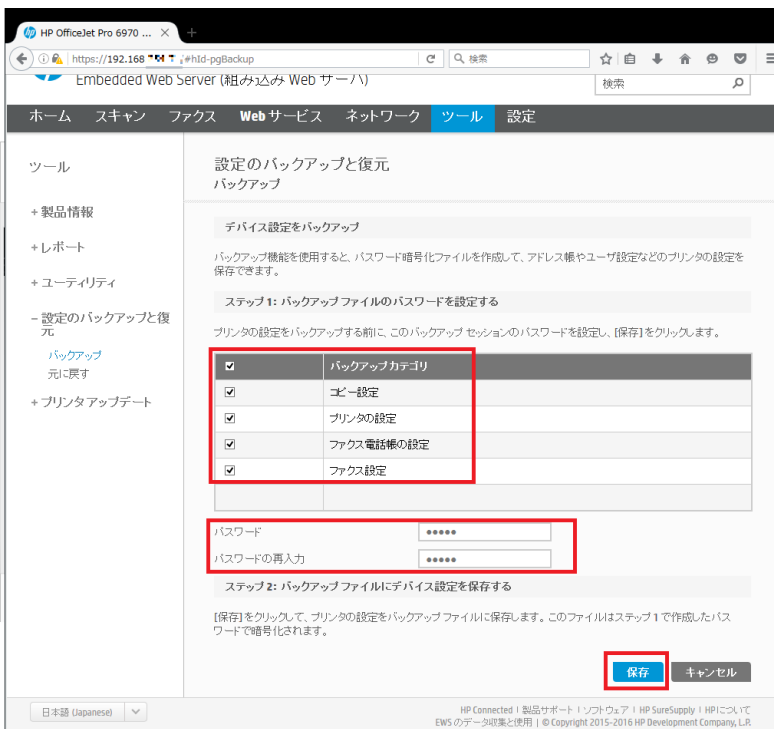 HP OfficeJet Pro 6970 ...
https://192.168
#hId-pgBackup
検索
Embedded Web Server (組み込み Web サーバ)
検索
ホーム スキャン ファクス Web サービス ネットワーク ツール 設定
ツール
+ 製品情報
+ レポート
+ ユーティリティ
− 設定のバックアップと復
元
バックアップ
元に戻す
+ プリンタ アップデート
設定のバックアップと復元
バックアップ
デバイス設定をバックアップ
バックアップ機能を使用すると、パスワード暗号化ファイルを作成して、アドレス帳やユーザ設定などのプリンタの設定を
保存できます。
ステップ 1: バックアップ ファイルのパスワードを設定する
プリンタの設定をバックアップする前に、このバックアップ セッションのパスワードを設定し、[保存] をクリックします。
バックアップ カテゴリ
コピー設定
プリンタの設定
ファクス電話帳の設定
ファクス設定
パスワード •••••
パスワードの再入力 •••••
ステップ 2: バックアップ ファイルにデバイス設定を保存する
[保存] をクリックして、プリンタの設定をバックアップ ファイルに保存します。このファイルはステップ 1 で作成したパス
ワードで暗号化されます。
保存 キャンセル
日本語 (Japanese)
HP Connected | 製品サポート | ソフトウェア | HP SureSupply | HPについて
EWS のデータ収集と使用 | © Copyright 2015-2016 HP Development Company, L.P.